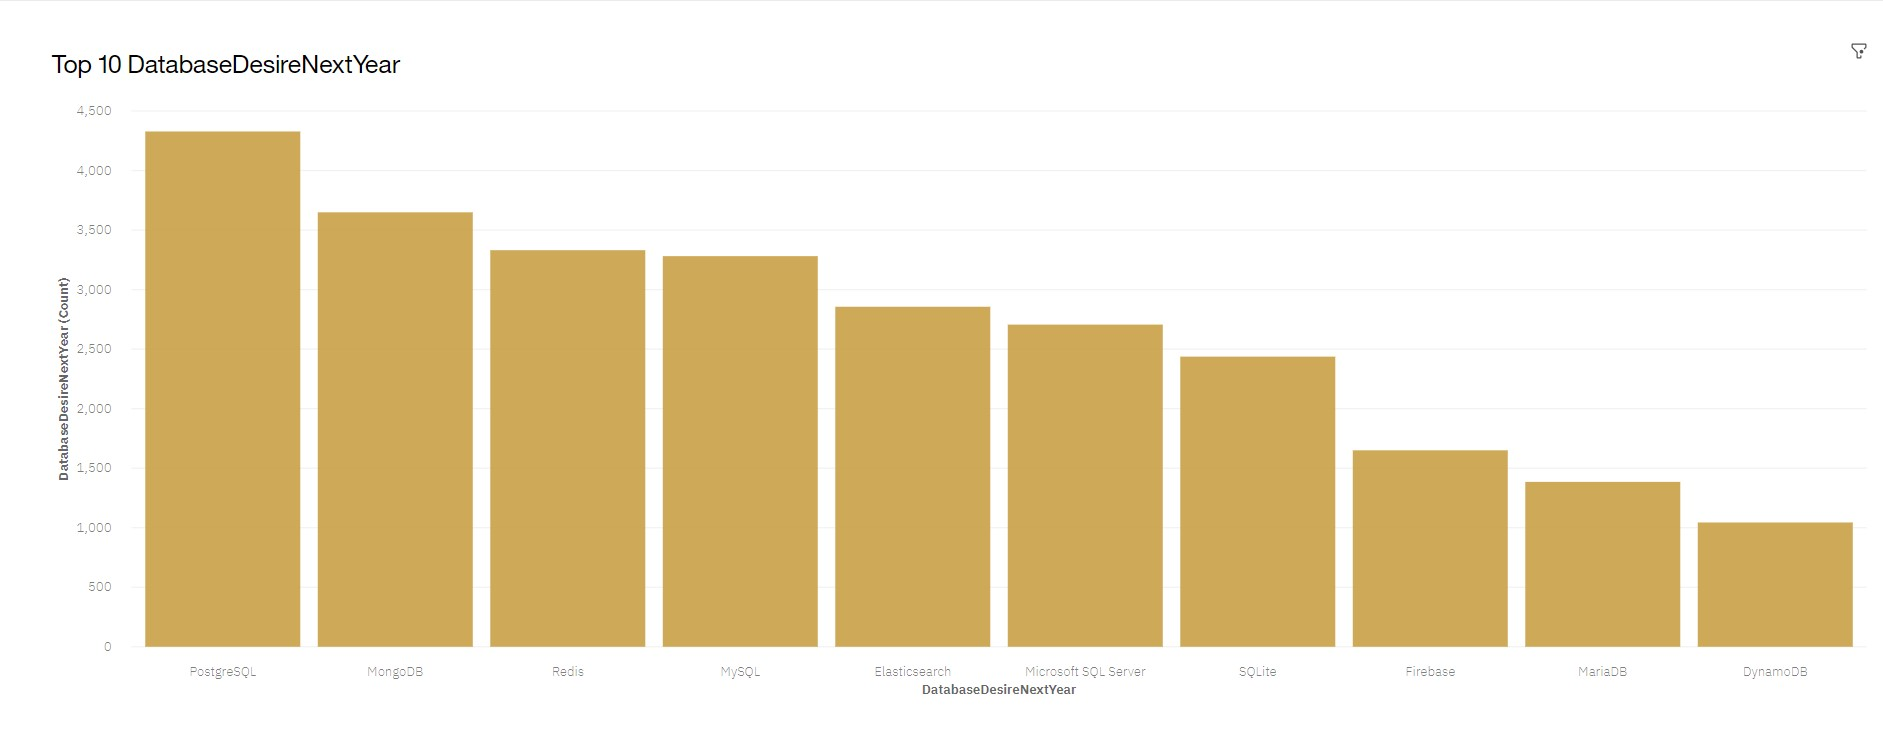 Top 10 DatabaseDesireNextYear
DatabaseDesireNextYear (Count)
4,500
4,000
3,500
3,000
2,500
2,000
1,500
1,000
500
0
PostgreSQL MongoDB Redis MySQL Elasticsearch Microsoft SQL Server SQLite Firebase MariaDB DynamoDB
DatabaseDesireNextYear